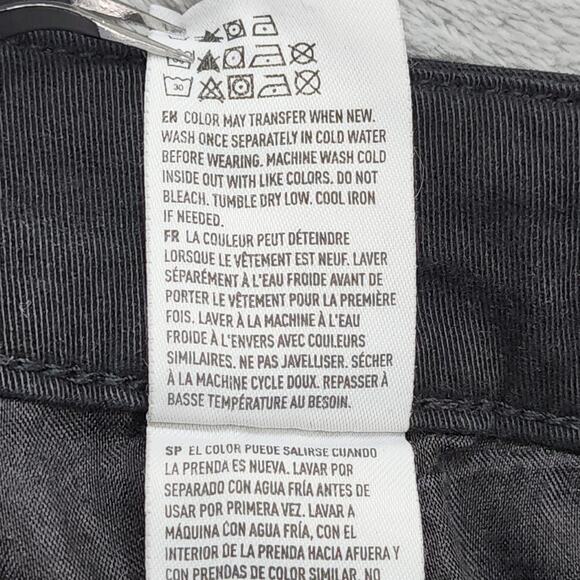 30
EN COLOR MAY TRANSFER WHEN NEW.
WASH ONCE SEPARATELY IN COLD WATER
BEFORE WEARING. MACHINE WASH COLD
INSIDE OUT WITH LIKE COLORS. DO NOT
BLEACH. TUMBLE DRY LOW. COOL IRON
IF NEEDED.
FR LA COULEUR PEUT DÉTEINDRE
LORSQUE LE VÊTEMENT EST NEUF. LAVER
SÉPARÉMENT À L'EAU FROIDE AVANT DE
PORTER LE VÊTEMENT POUR LA PREMIÈRE
FOIS. LAVER À LA MACHINE À L'EAU
FROIDE À L'ENVERS AVEC COULEURS
SIMILAIRES. NE PAS JAVELLISER. SÉCHER
À LA MACHINE CYCLE DOUX. REPASSER À
BASSE TEMPÉRATURE AU BESOIN.
SP EL COLOR PUEDE SALIRSE CUANDO
LA PRENDA ES NUEVA. LAVAR POR
SEPARADO CON AGUA FRÍA ANTES DE
USAR POR PRIMERA VEZ. LAVAR A
MÁQUINA CON AGUA FRÍA, CON EL
INTERIOR DE LA PRENDA HACIA AFUERA Y
CON PRENDAS DE COLOR SIMILAR. NO